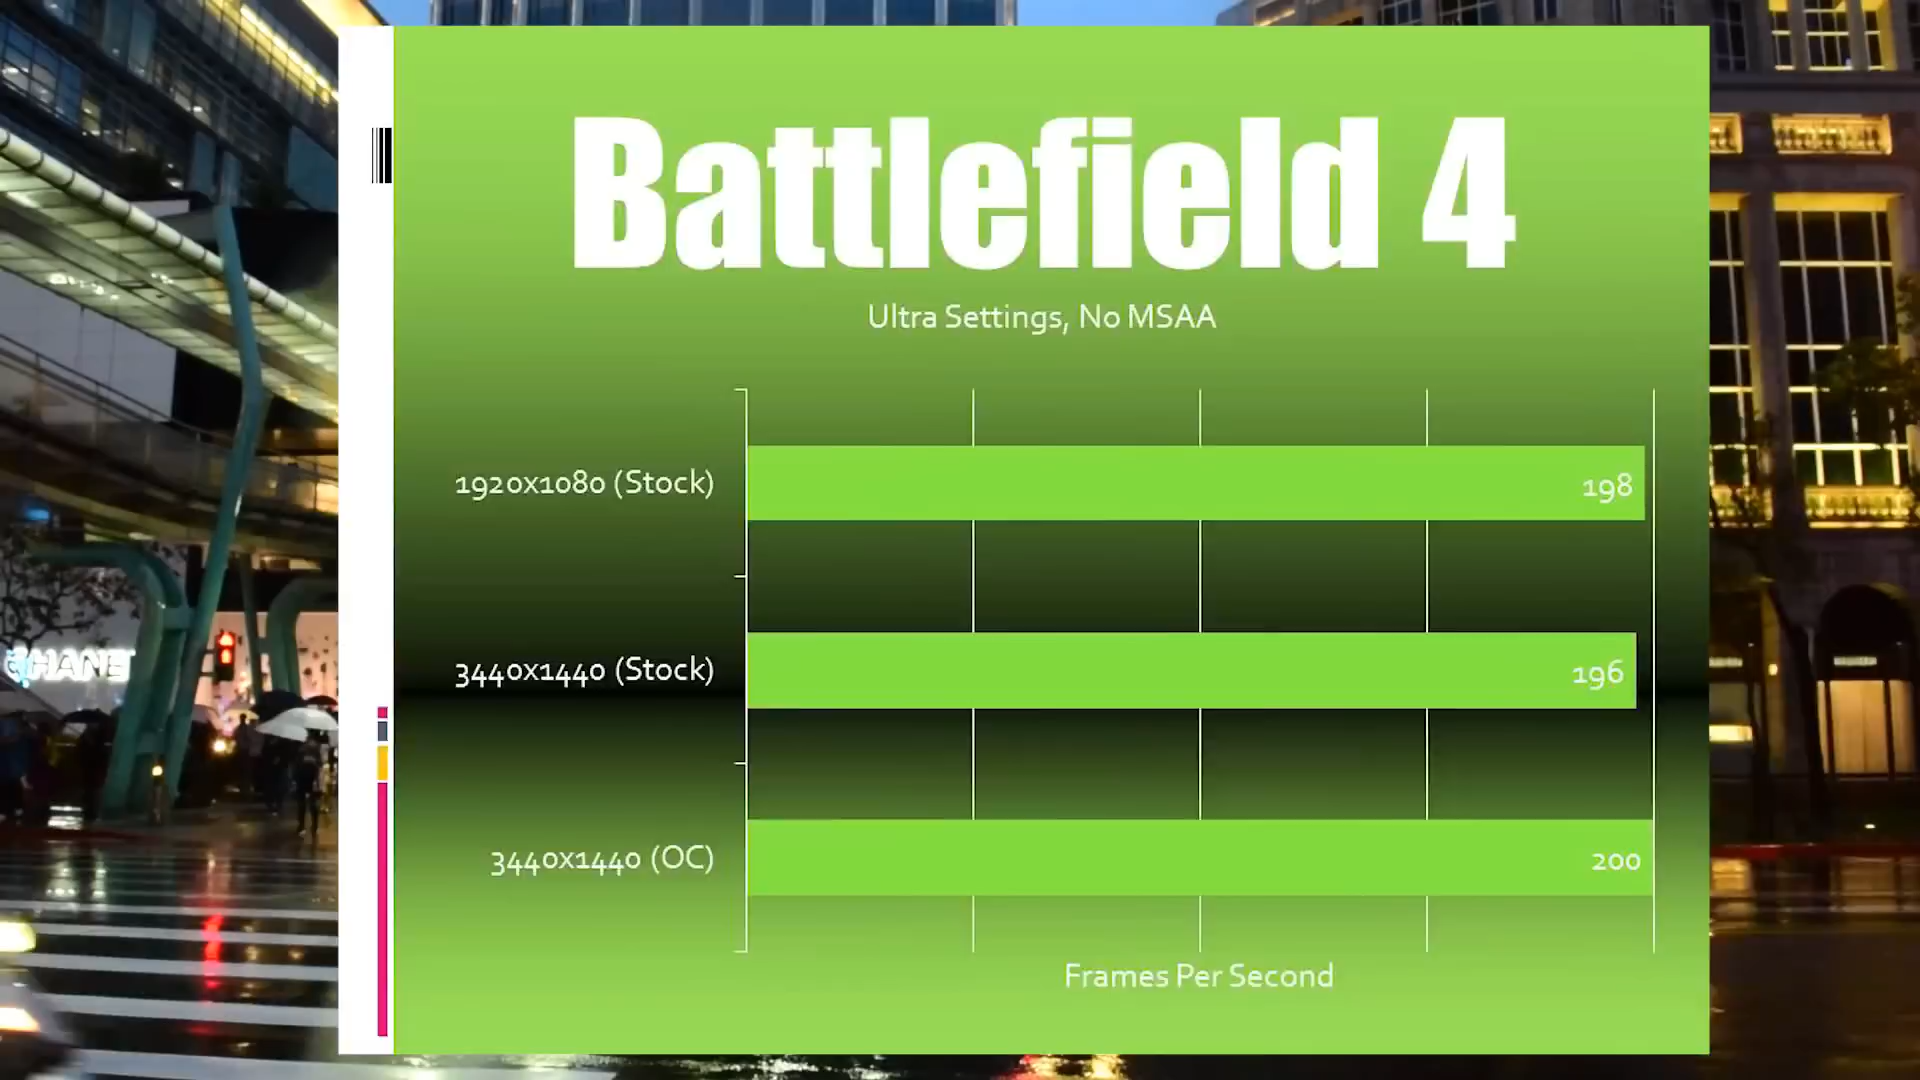 Battlefield 4
Ultra Settings, No MSAA
1920x1080 (Stock)
198
3440x1440 (Stock)
196
3440x1440 (OC)
200
Frames Per Second